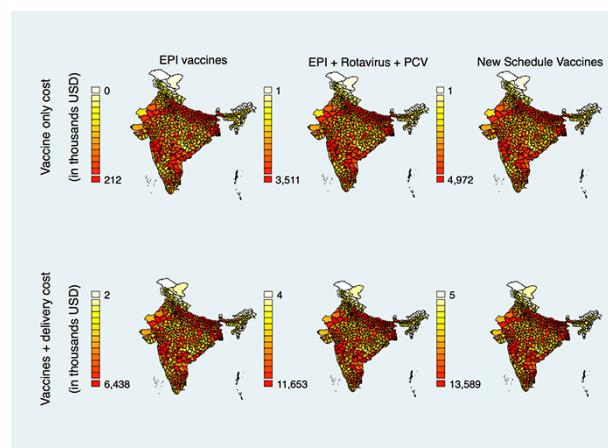 EPI vaccines
EPI + Rotavirus + PCV
New Schedule Vaccines
Vaccine only cost
(in thousands USD)
0
212
1
3,511
1
4,972
Vaccines + delivery cost
(in thousands USD)
2
6,438
4
11,653
5
13,589